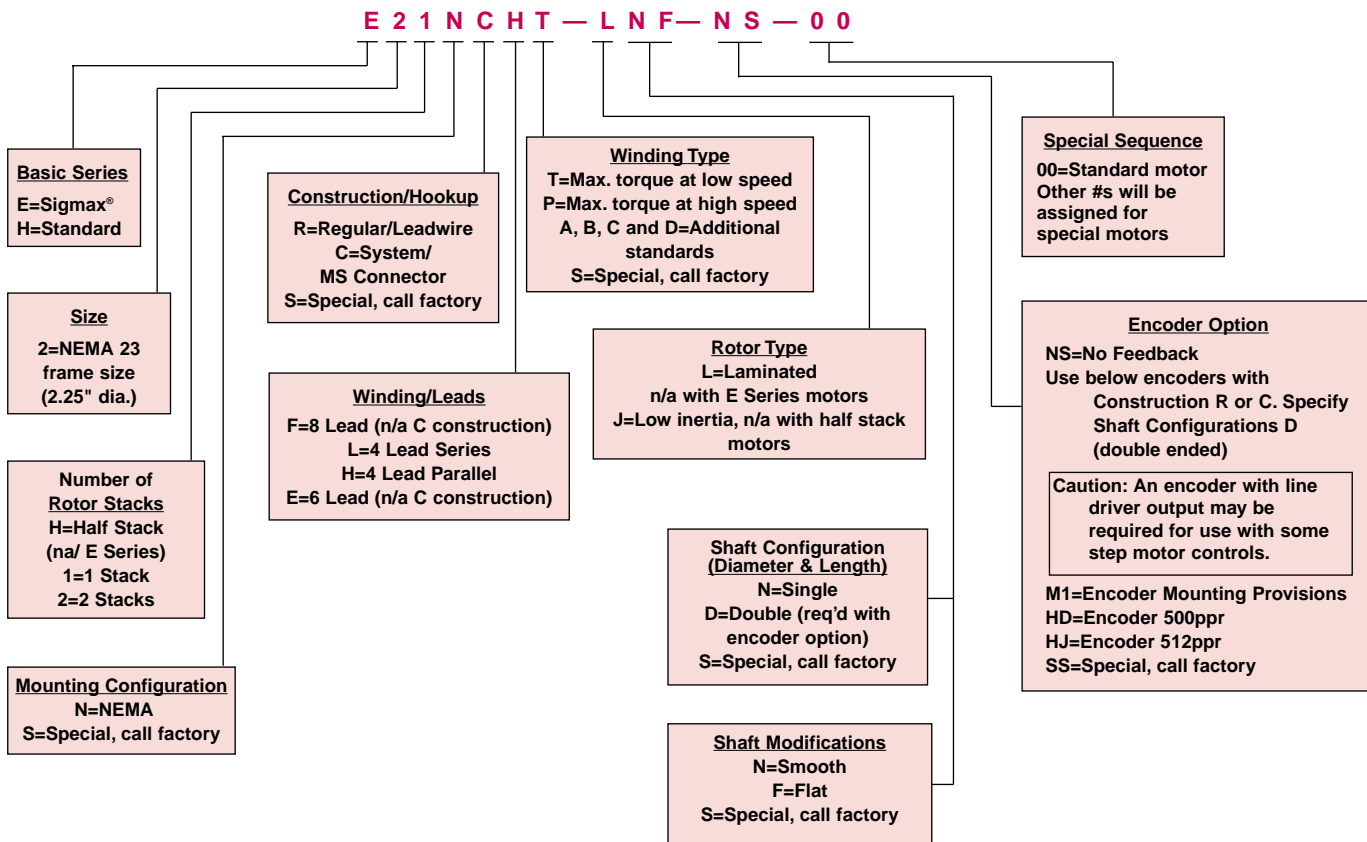 E 2 1 N C H T — L N F — N S — 0 0
Basic Series
E=Sigmax®
H=Standard
Size
2=NEMA 23
frame size
(2.25" dia.)
Number of
Rotor Stacks
H=Half Stack
(na/ E Series)
1=1 Stack
2=2 Stacks
Mounting Configuration
N=NEMA
S=Special, call factory
Construction/Hookup
R=Regular/Leadwire
C=System/
MS Connector
S=Special, call factory
Winding/Leads
F=8 Lead (n/a C construction)
L=4 Lead Series
H=4 Lead Parallel
E=6 Lead (n/a C construction)
Winding Type
T=Max. torque at low speed
P=Max. torque at high speed
A, B, C and D=Additional
standards
S=Special, call factory
Rotor Type
L=Laminated
n/a with E Series motors
J=Low inertia, n/a with half stack
motors
Shaft Configuration
(Diameter & Length)
N=Single
D=Double (req'd with
encoder option)
S=Special, call factory
Shaft Modifications
N=Smooth
F=Flat
S=Special, call factory
Special Sequence
00=Standard motor
Other #s will be
assigned for
special motors
Encoder Option
NS=No Feedback
Use below encoders with
Construction R or C. Specify
Shaft Configurations D
(double ended)
Caution: An encoder with line
driver output may be
required for use with some
step motor controls.
M1=Encoder Mounting Provisions
HD=Encoder 500ppr
HJ=Encoder 512ppr
SS=Special, call factory